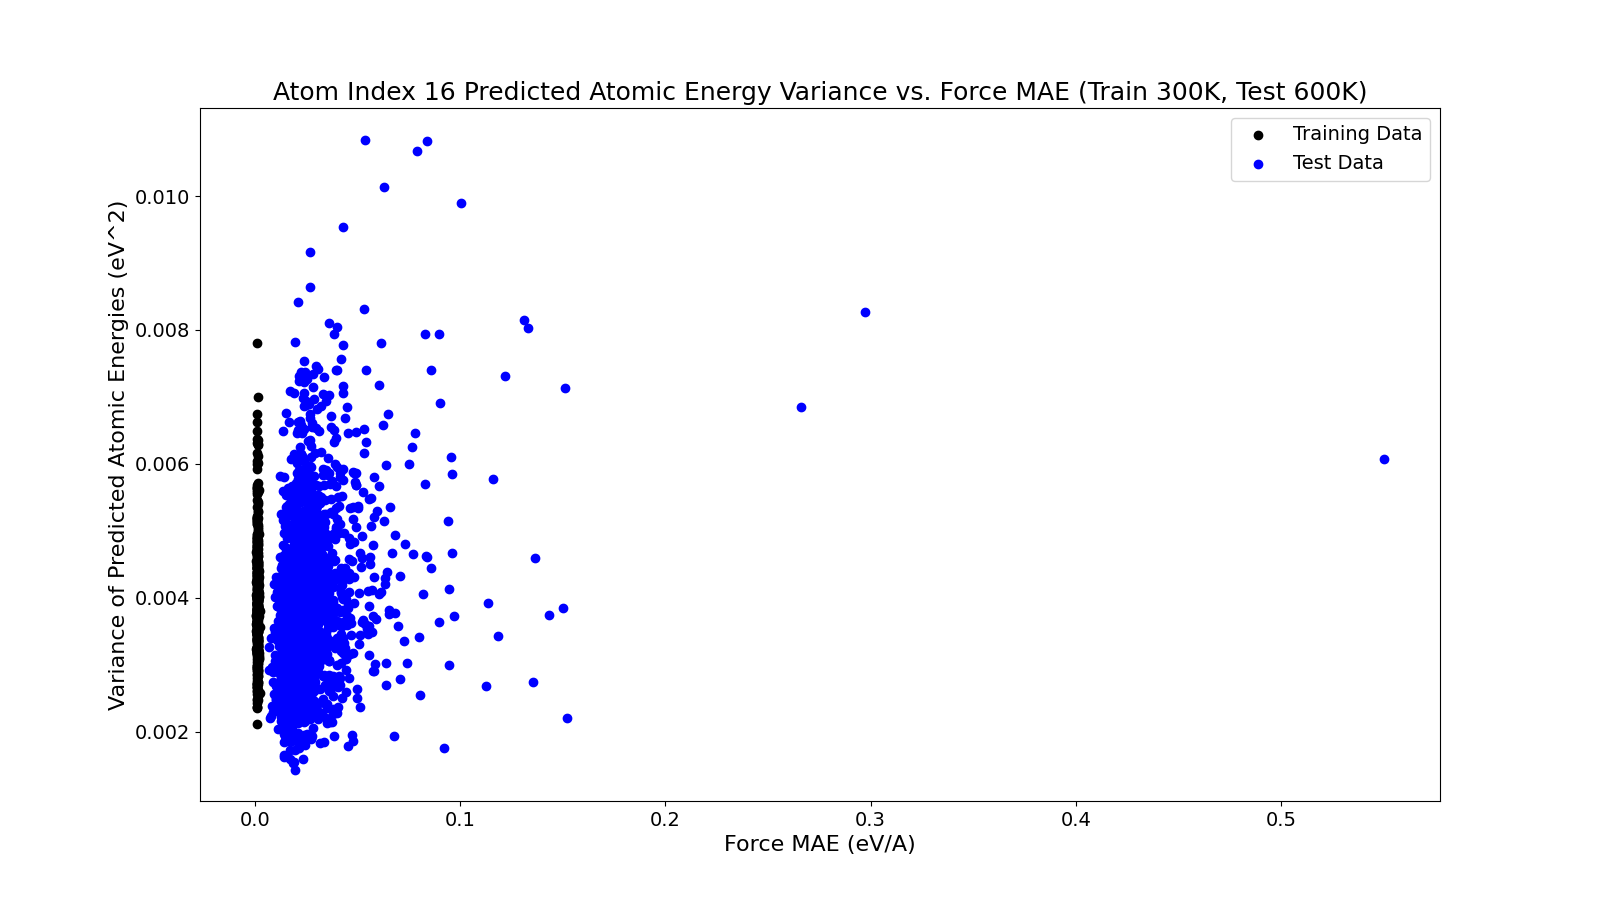 Atom Index 16 Predicted Atomic Energy Variance vs. Force MAE (Train 300K, Test 600K)
Training Data
Test Data
Variance of Predicted Atomic Energies (eV^2)
0.010
0.008
0.006
0.004
0.002
0.0 0.1 0.2 0.3 0.4 0.5
Force MAE (eV/A)